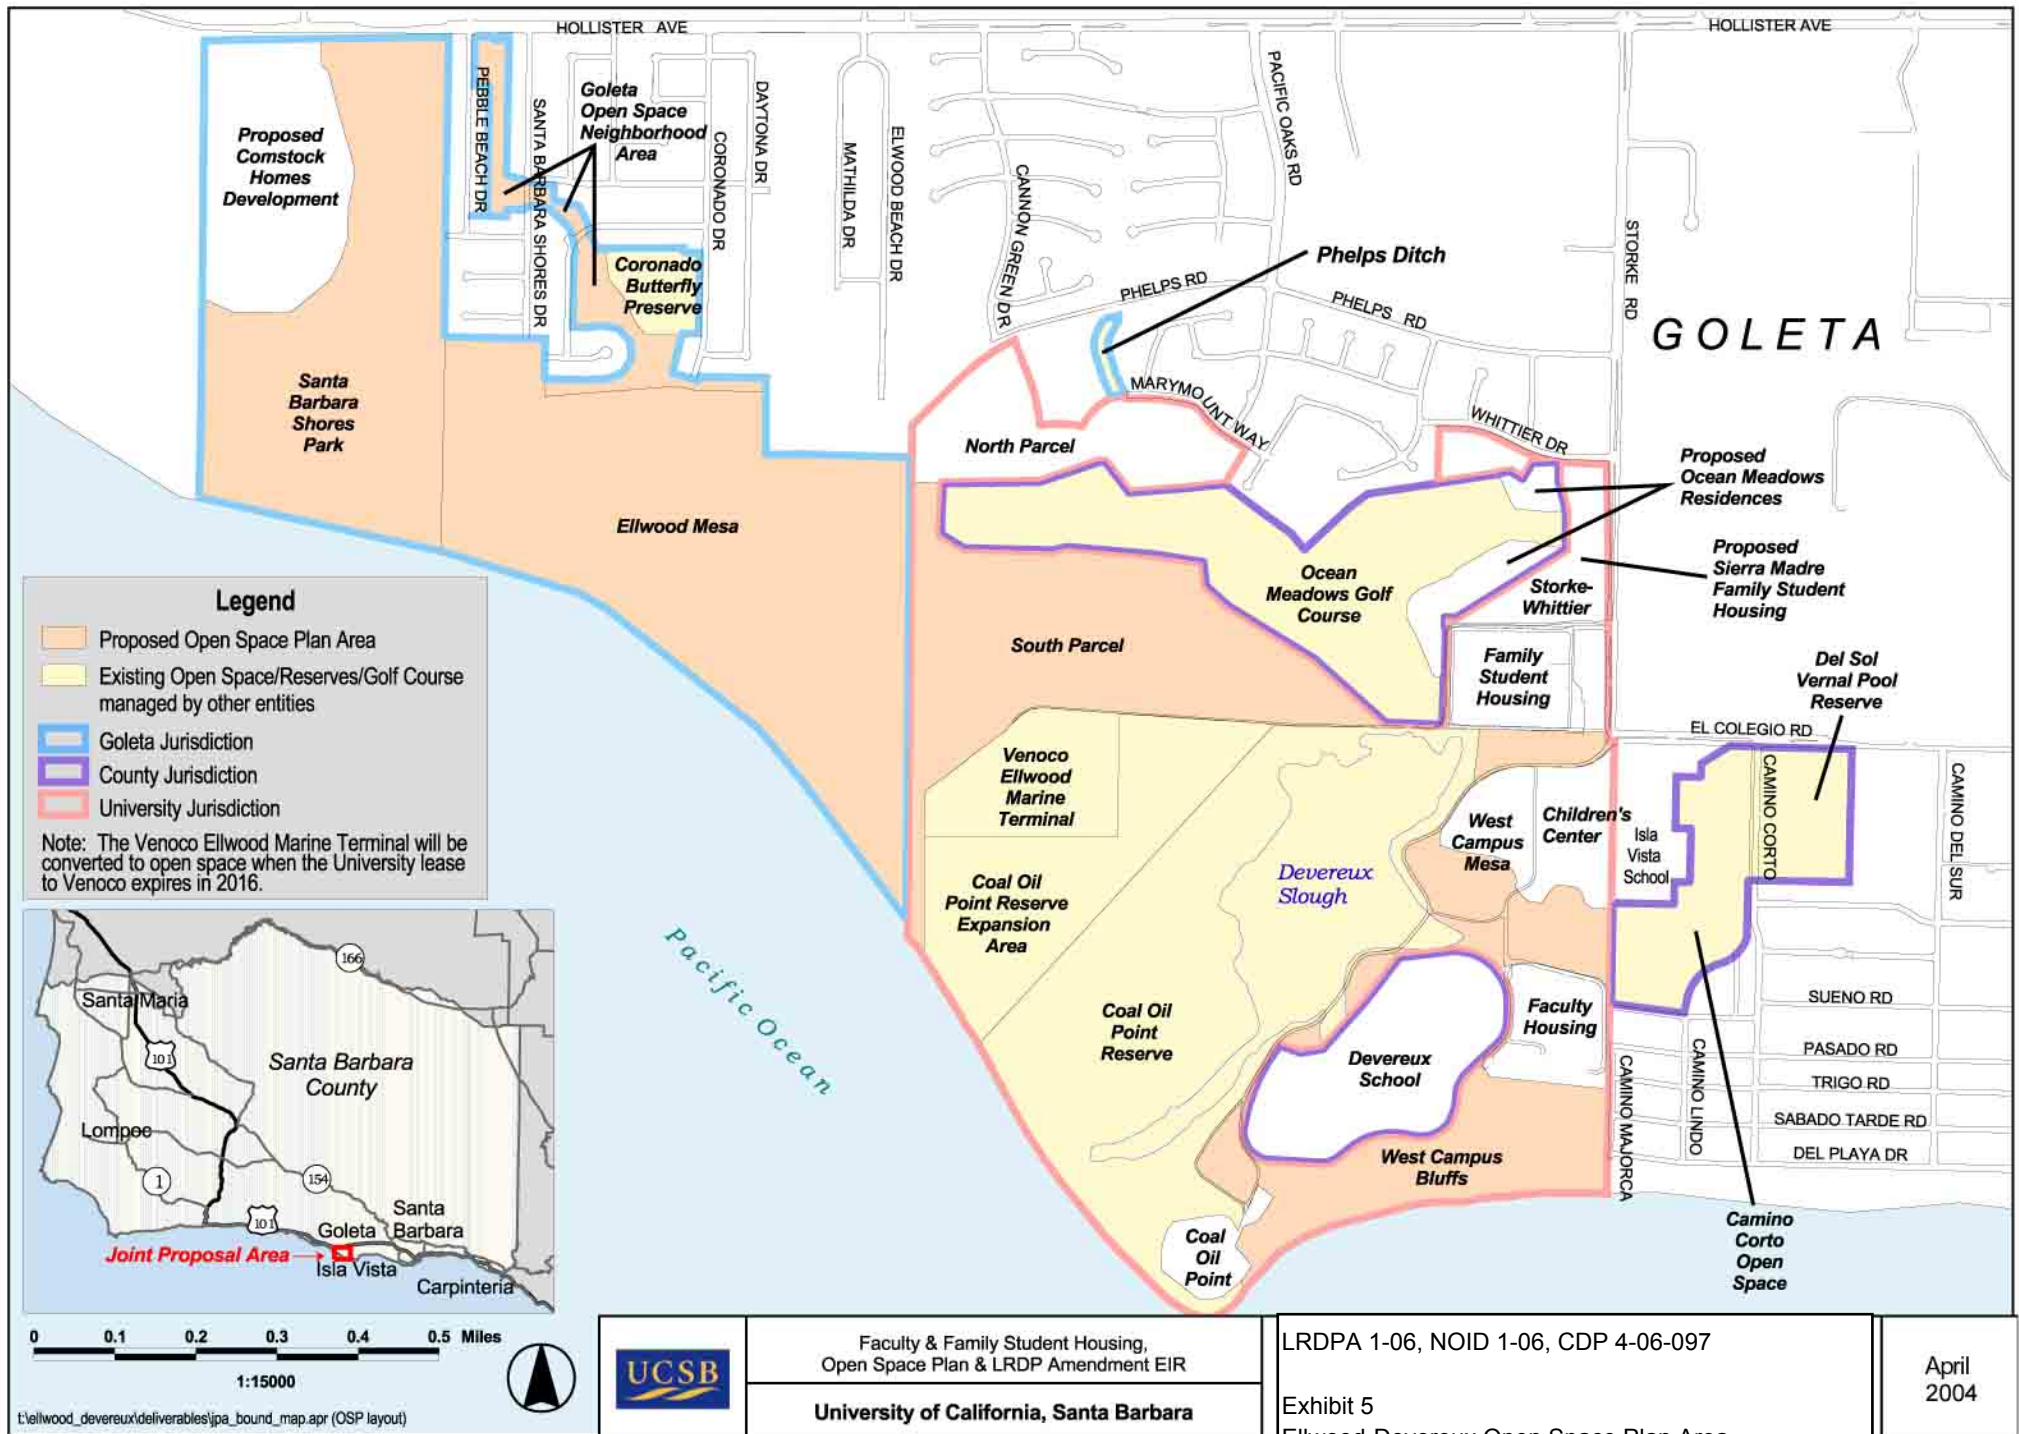 HOLLISTER AVE
HOLLISTER AVE
PEBBLE BEACH DR
SANTA BARBARA SHORES DR
Goleta
Open Space
Neighborhood
Area
CORONADO DR
DAYTONA DR
MATHILDA DR
ELWOOD BEACH DR
CANNON GREEN DR
PACIFIC OAKS RD
STORKE RD
Proposed
Comstock
Homes
Development
Coronado
Butterfly
Preserve
PHELPS RD
PHELPS RD
Phelps Ditch
GOLETA
MARYMOUNT WAY
WHITTIER DR
Santa
Barbara
Shores
Park
North Parcel
Proposed
Ocean Meadows
Residences
Ellwood Mesa
Proposed
Sierra Madre
Family Student
Housing
Ocean
Meadows Golf
Course
Storke-
Whittier
South Parcel
Family
Student
Housing
Del Sol
Vernal Pool
Reserve
EL COLEGIO RD
Legend
Proposed Open Space Plan Area
Existing Open Space/Reserves/Golf Course
managed by other entities
Goleta Jurisdiction
County Jurisdiction
University Jurisdiction
Note: The Venoco Ellwood Marine Terminal will be
converted to open space when the University lease
to Venoco expires in 2016.
Venoco
Ellwood
Marine
Terminal
West
Campus
Mesa
Children's
Center
Isla
Vista
School
CAMINO CORTO
CAMINO DEL SUR
Devereux
Slough
Coal Oil
Point Reserve
Expansion
Area
Pacific Ocean
Coal Oil
Point
Reserve
Faculty
Housing
Devereux
School
SUENO RD
PASADO RD
TRIGO RD
SABADO TARDE RD
DEL PLAYA DR
CAMINO MAJORCA
CAMINO LINDO
West Campus
Bluffs
Coal
Oil
Point
Camino
Corto
Open
Space
166
Santa Maria
101
Santa Barbara
County
Lompoc
1
154
101
Santa
Barbara
Goleta
Joint Proposal Area
Isla Vista
Carpinteria
0 0.1 0.2 0.3 0.4 0.5 Miles
1:15000
t:\ellwood_devereux\deliverables\jpa_bound_map.apr (OSP layout)
UCSB
Faculty & Family Student Housing,
Open Space Plan & LRDP Amendment EIR
University of California, Santa Barbara
LRDPA 1-06, NOID 1-06, CDP 4-06-097
Exhibit 5
Ellwood-Devereux Open Space Plan Area
April
2004